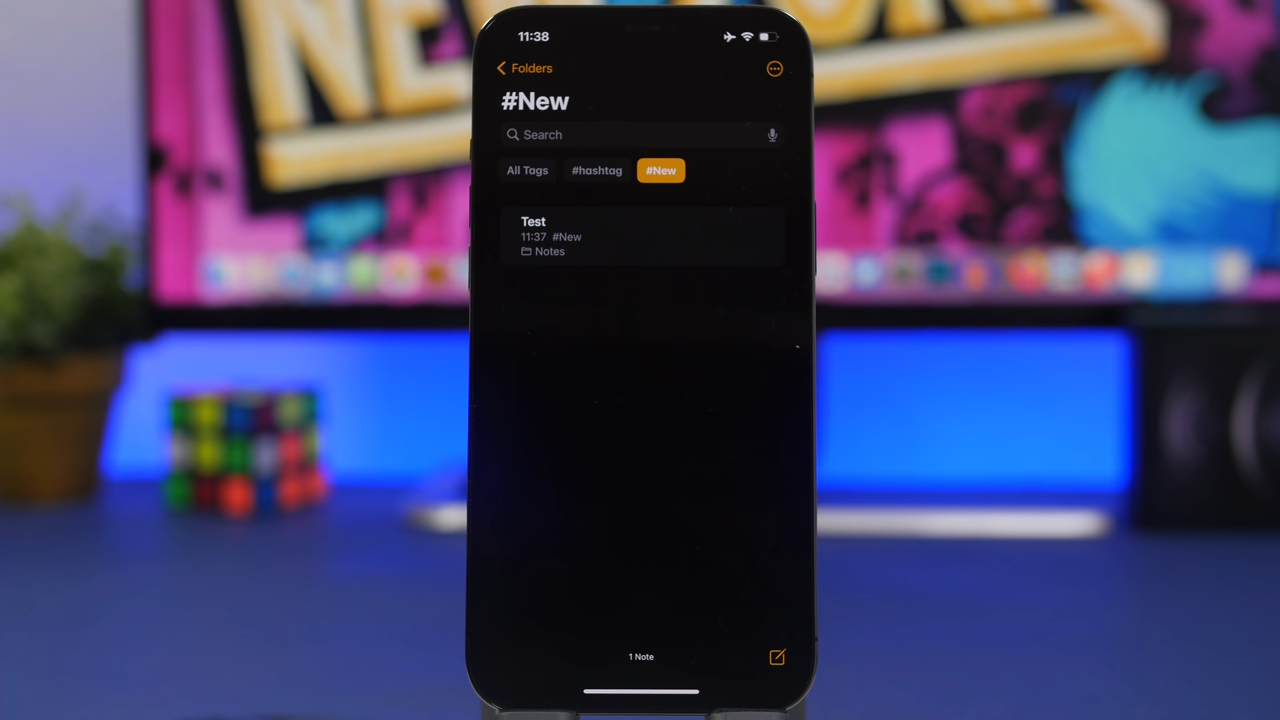 11:38
Folders
#New
Search
All Tags #hashtag #New
Test
11:37 #New
Notes
1 Note